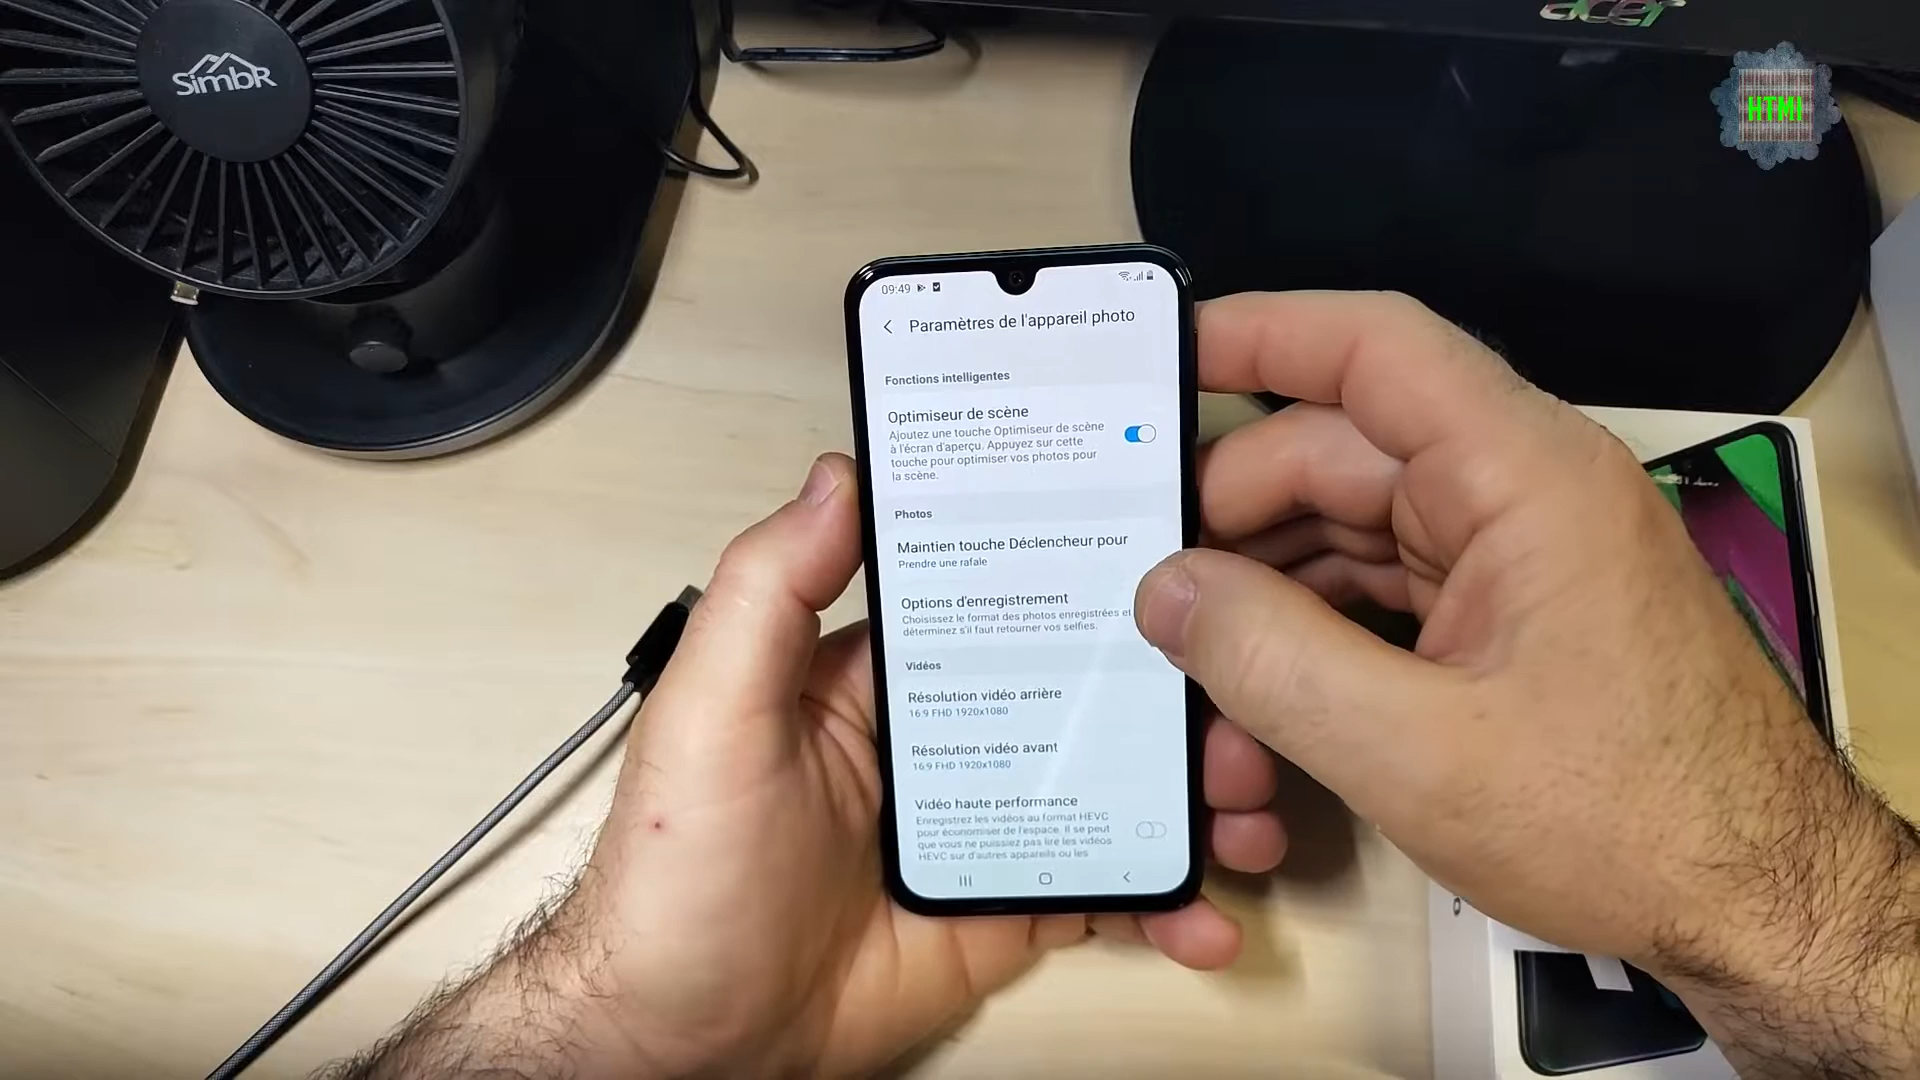 SimbR
acer
HTMI
09:49
Paramètres de l'appareil photo
Fonctions intelligentes
Optimiseur de scène
Ajoutez une touche Optimiseur de scène
à l'écran d'aperçu. Appuyez sur cette
touche pour optimiser vos photos pour
la scène.
Photos
Maintien touche Déclencheur pour
Prendre une rafale
Options d'enregistrement
Choisissez le format des photos enregistrées et
déterminez s'il faut retourner vos selfies.
Vidéos
Résolution vidéo arrière
16:9 FHD 1920x1080
Résolution vidéo avant
16:9 FHD 1920x1080
Vidéo haute performance
Enregistrez les vidéos au format HEVC
pour économiser de l'espace. Il se peut
que vous ne puissiez pas lire les vidéos
HEVC sur d'autres appareils ou les